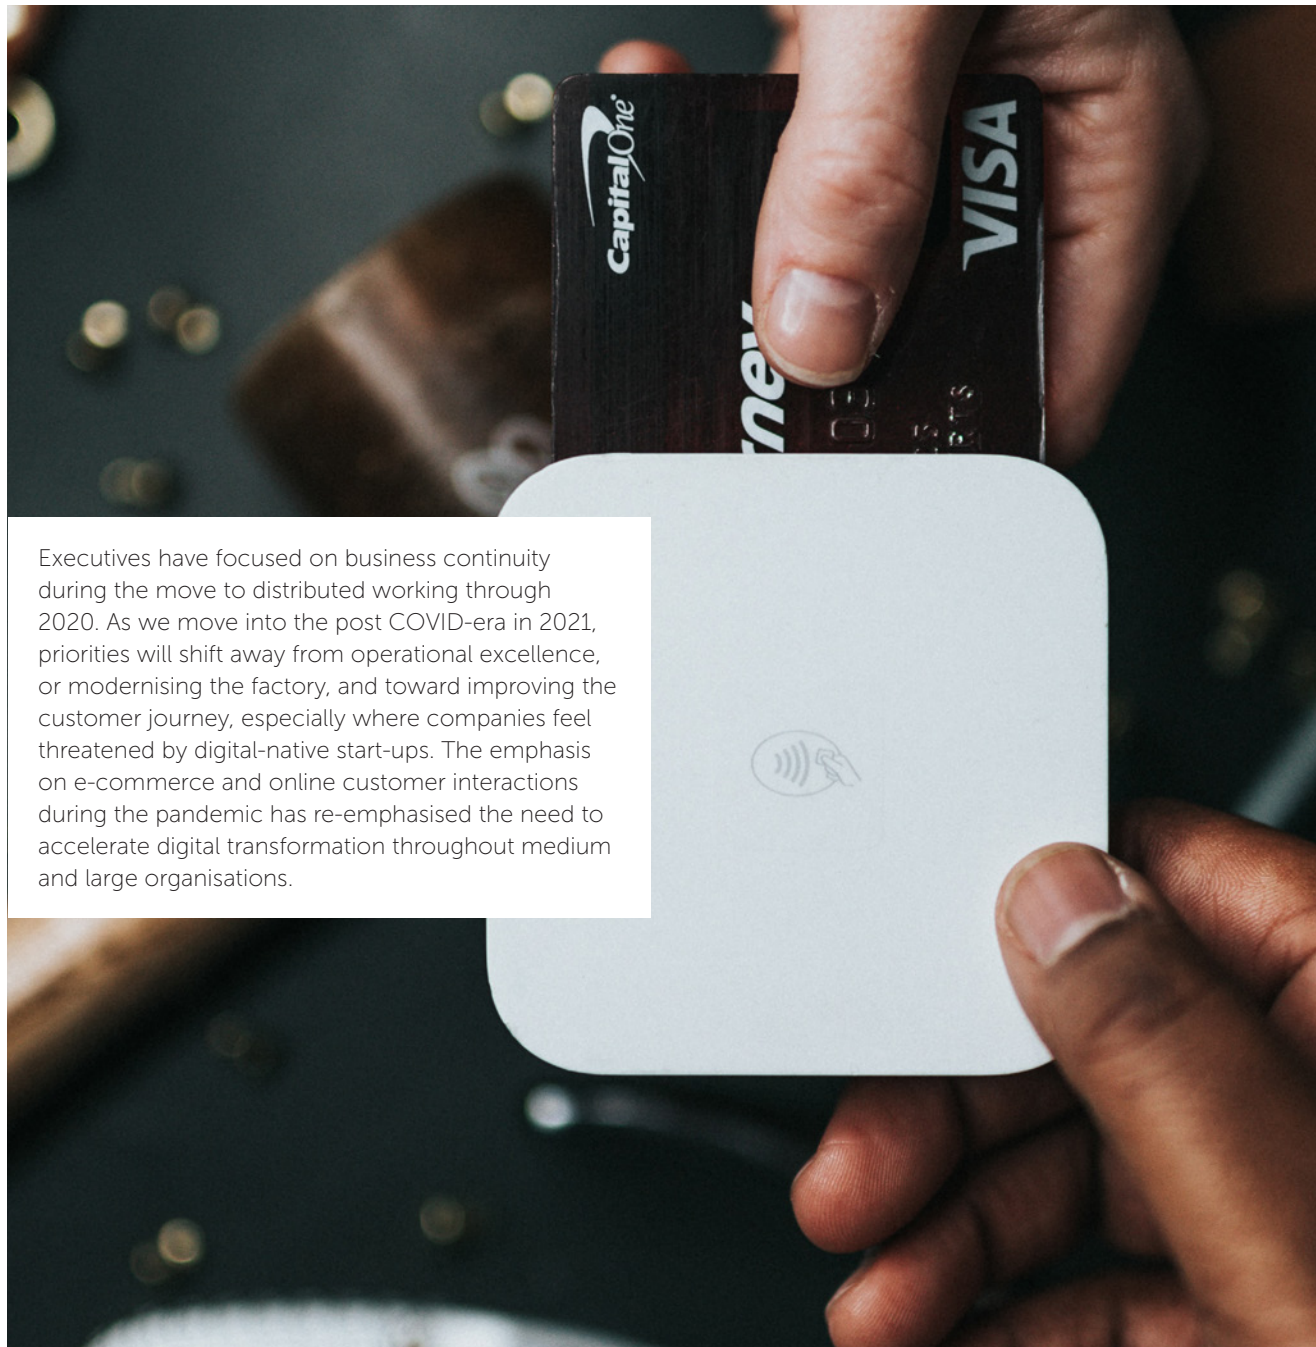 CapitalOne
VISA
Executives have focused on business continuity
during the move to distributed working through
2020. As we move into the post COVID-era in 2021,
priorities will shift away from operational excellence,
or modernising the factory, and toward improving the
customer journey, especially where companies feel
threatened by digital-native start-ups. The emphasis
on e-commerce and online customer interactions
during the pandemic has re-emphasised the need to
accelerate digital transformation throughout medium
and large organisations.